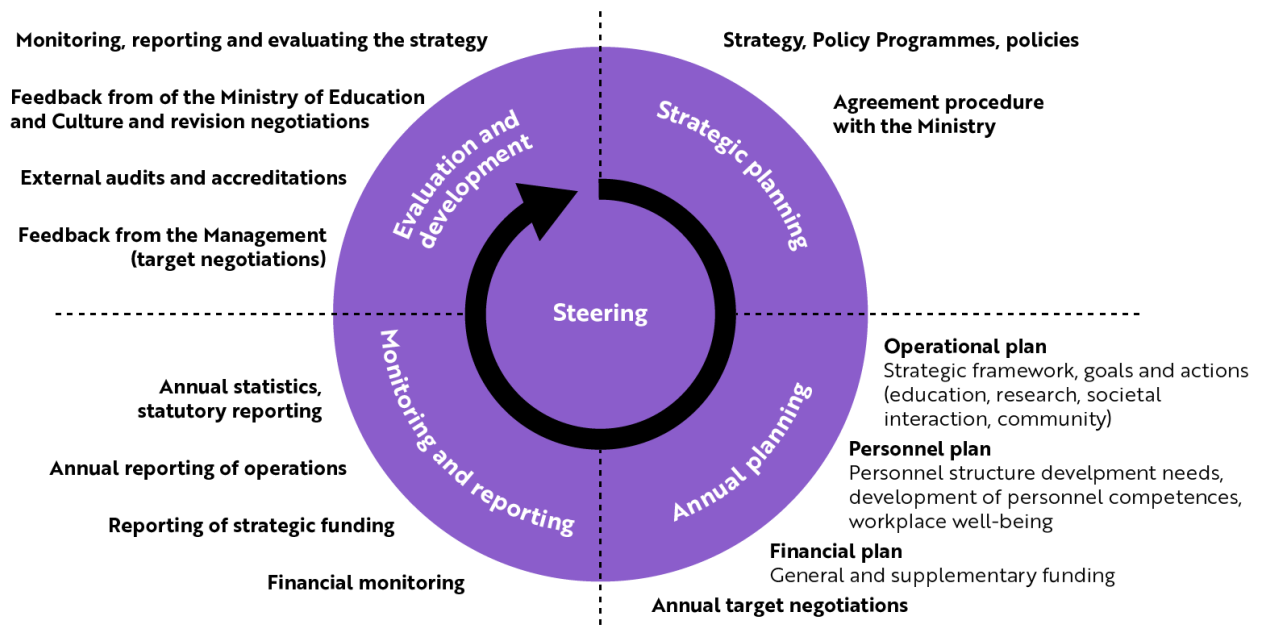 Monitoring, reporting and evaluating the strategy
Feedback from of the Ministry of Education
and Culture and revision negotiations
External audits and accreditations
Feedback from the Management
(target negotiations)
Evaluation and
development
Strategy, Policy Programmes, policies
Agreement procedure
with the Ministry
Strategic planning
Steering
Annual statistics,
statutory reporting
Annual reporting of operations
Reporting of strategic funding
Financial monitoring
Monitoring and reporting
Annual planning
Operational plan
Strategic framework, goals and actions
(education, research, societal
interaction, community)
Personnel plan
Personnel structure develpment needs,
development of personnel competences,
workplace well-being
Financial plan
General and supplementary funding
Annual target negotiations